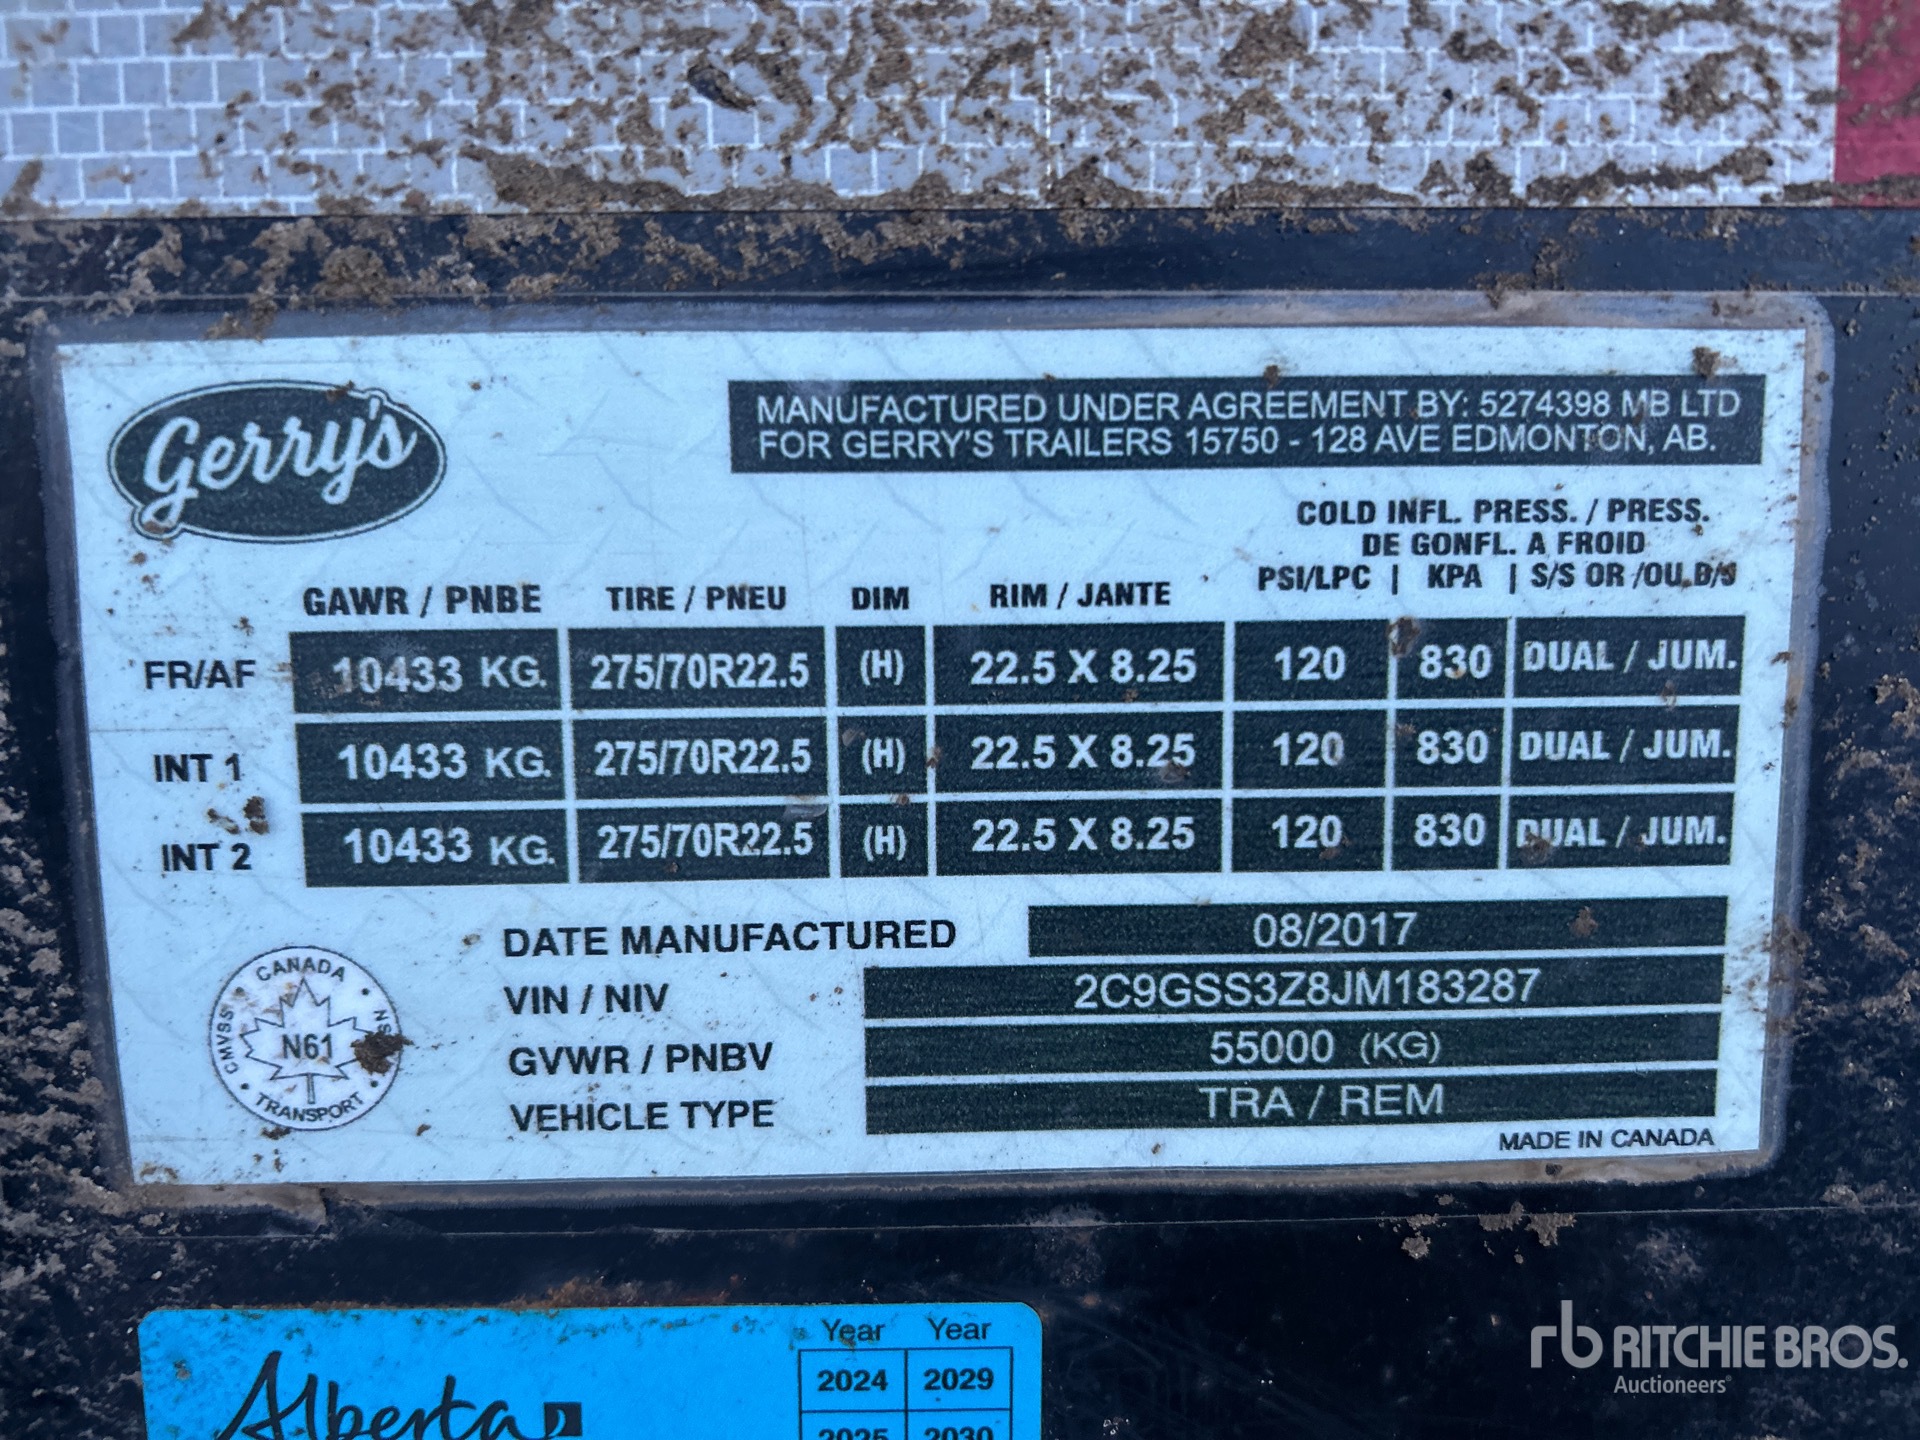 Gerry's
MANUFACTURED UNDER AGREEMENT BY: 5274398 MB LTD
FOR GERRY'S TRAILERS 15750 - 128 AVE EDMONTON, AB.
COLD INFL. PRESS. / PRESS.
DE GONFL. A FROID
GAWR / PNBE TIRE / PNEU DIM RIM / JANTE PSI/LPC | KPA | S/S OR /OU D/S
FR/AF 10433 KG. 275/70R22.5 (H) 22.5 X 8.25 120 830 DUAL / JUM.
INT 1 10433 KG. 275/70R22.5 (H) 22.5 X 8.25 120 830 DUAL / JUM.
INT 2 10433 KG. 275/70R22.5 (H) 22.5 X 8.25 120 830 DUAL / JUM.
DATE MANUFACTURED 08/2017
VIN / NIV 2C9GSS3Z8JM183287
GVWR / PNBV 55000 (KG)
VEHICLE TYPE TRA / REM
MADE IN CANADA
CANADA
CMVSS
N61
TRANSPORT
Year Year
2024 2029
2025 2030
Alberta
rb RITCHIE BROS.
Auctioneers